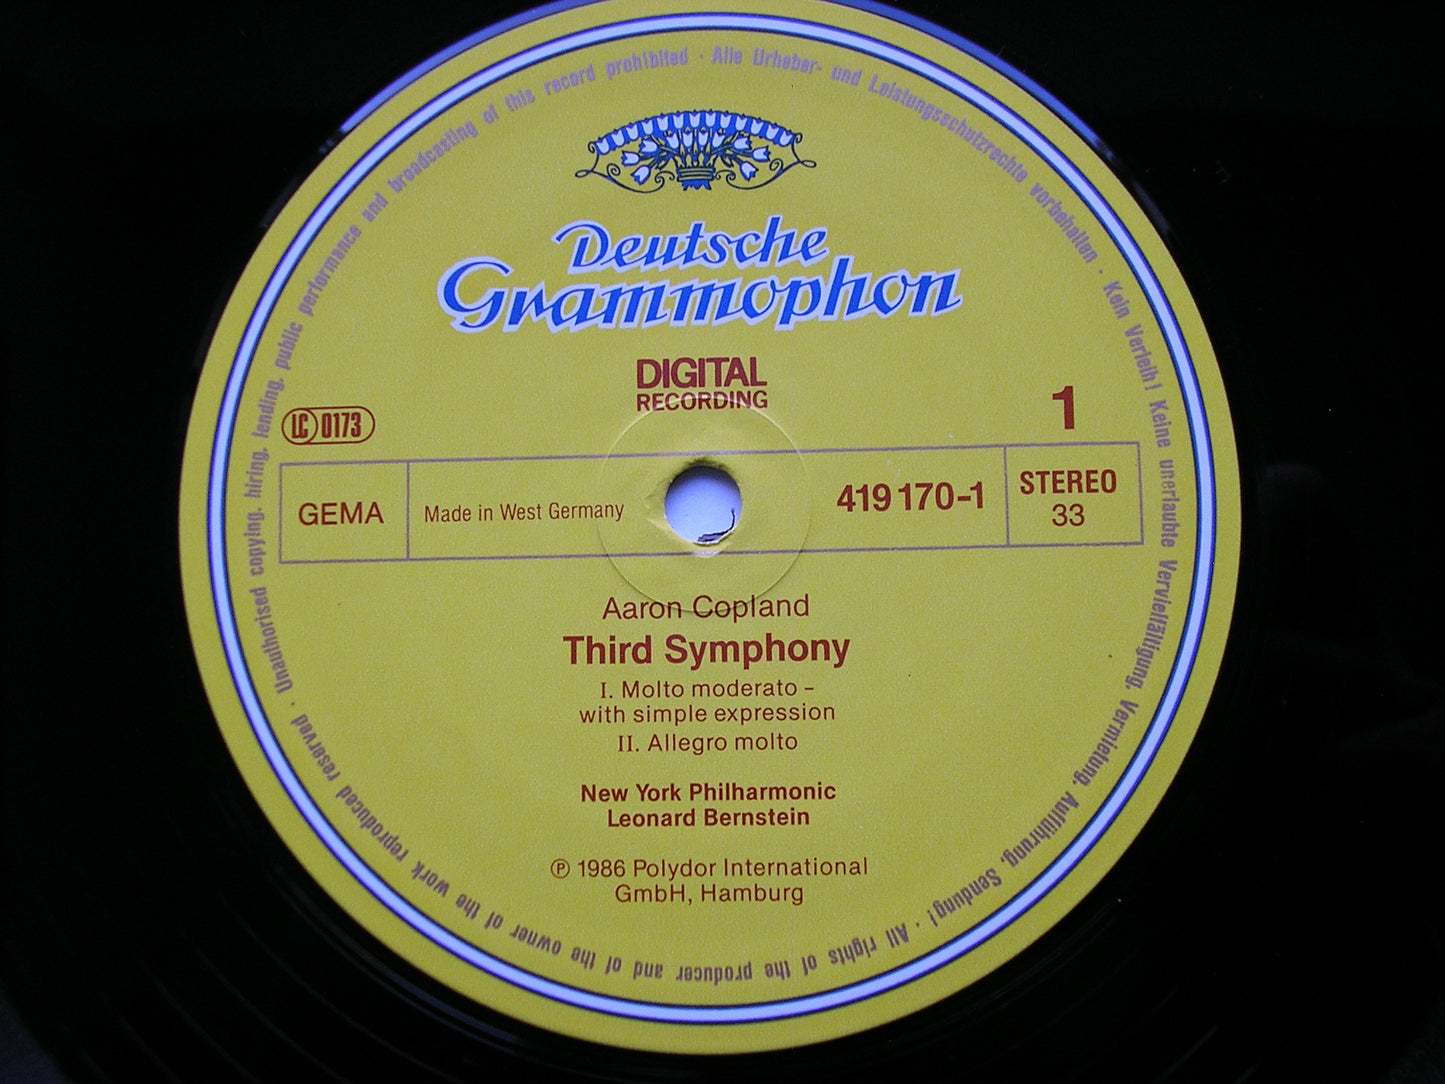 Deutsche
Grammophon
DIGITAL
RECORDING
LC 0173
1
GEMA
Made in West Germany
419 170-1
STEREO
33
Aaron Copland
Third Symphony
I. Molto moderato –
with simple expression
II. Allegro molto
New York Philharmonic
Leonard Bernstein
℗ 1986 Polydor International
GmbH, Hamburg
Alle Urheber- und Leistungsschutzrechte vorbehalten · Kein Verleih! Keine unerlaubte Vervielfältigung, Vermietung, Aufführung, Sendung! · All rights of the producer and of the owner of the work reproduced reserved · Unauthorised copying, hiring, lending, public performance and broadcasting of this record prohibited ·